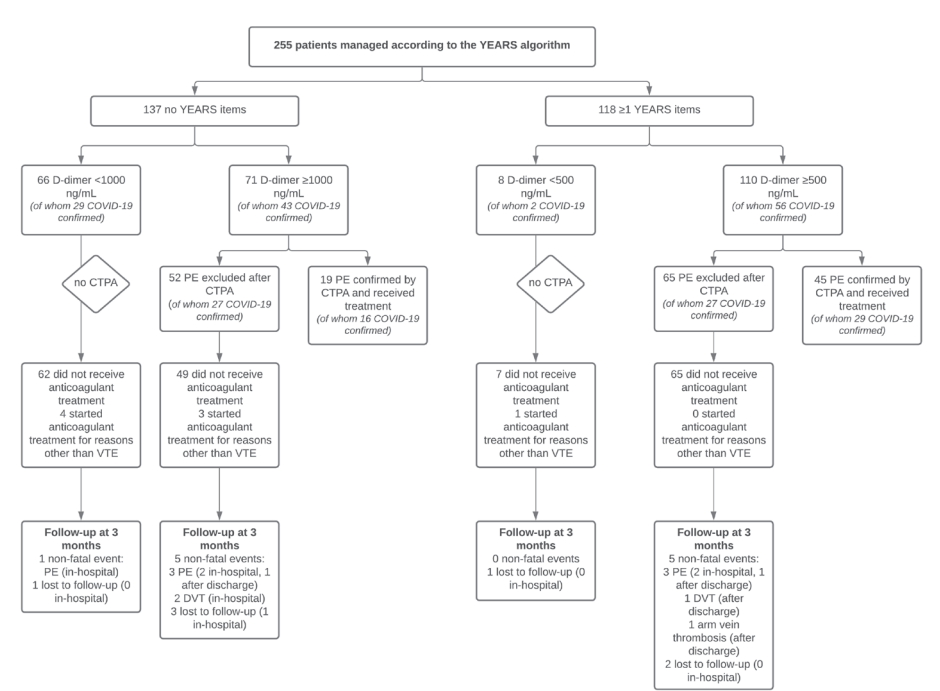 255 patients managed according to the YEARS algorithm
137 no YEARS items
118 ≥1 YEARS items
66 D-dimer <1000
ng/mL
(of whom 29 COVID-19
confirmed)
71 D-dimer ≥1000
ng/mL
(of whom 43 COVID-19
confirmed)
8 D-dimer <500
ng/mL
(of whom 2 COVID-19
confirmed)
110 D-dimer ≥500
ng/mL
(of whom 56 COVID-19
confirmed)
no CTPA
52 PE excluded after
CTPA
(of whom 27 COVID-19
confirmed)
19 PE confirmed by
CTPA and received
treatment
(of whom 16 COVID-19
confirmed)
no CTPA
65 PE excluded after
CTPA
(of whom 27 COVID-19
confirmed)
45 PE confirmed by
CTPA and received
treatment
(of whom 29 COVID-19
confirmed)
62 did not receive
anticoagulant
treatment
4 started
anticoagulant
treatment for reasons
other than VTE
49 did not receive
anticoagulant
treatment
3 started
anticoagulant
treatment for reasons
other than VTE
7 did not receive
anticoagulant
treatment
1 started
anticoagulant
treatment for reasons
other than VTE
65 did not receive
anticoagulant
treatment
0 started
anticoagulant
treatment for reasons
other than VTE
Follow-up at 3
months
1 non-fatal event:
PE (in-hospital)
1 lost to follow-up (0
in-hospital)
Follow-up at 3
months
5 non-fatal events:
3 PE (2 in-hospital, 1
after discharge)
2 DVT (in-hospital)
3 lost to follow-up (1
in-hospital)
Follow-up at 3
months
0 non-fatal events
1 lost to follow-up (0
in-hospital)
Follow-up at 3
months
5 non-fatal events:
3 PE (2 in-hospital, 1
after discharge)
1 DVT (after
discharge)
1 arm vein
thrombosis (after
discharge)
2 lost to follow-up (0
in-hospital)